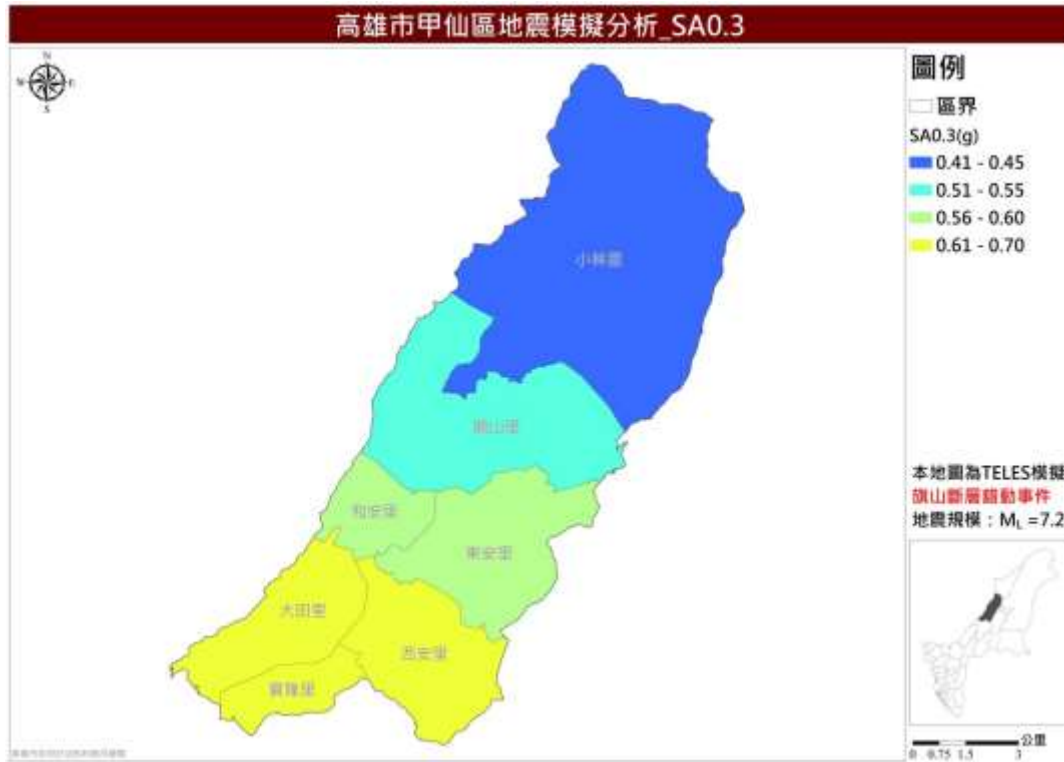 高雄市甲仙區地震模擬分析_SA0.3
N
E
S
圖例
區界
SA0.3(g)
0.41 - 0.45
0.51 - 0.55
0.56 - 0.60
0.61 - 0.70
小林里
關山里
和安里
東安里
大田里
西安里
寶隆里
本地圖為TELES模擬
旗山斷層錯動事件
地震規模：ML =7.2
公里
0 0.75 1.5 3